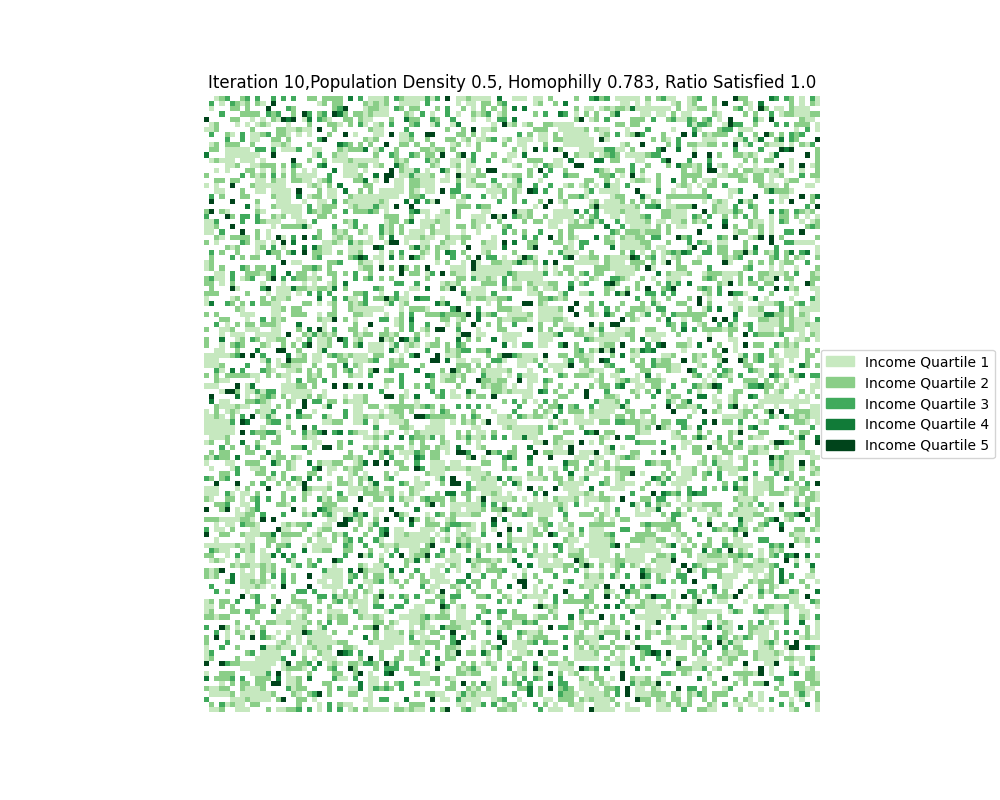 Iteration 10,Population Density 0.5, Homophilly 0.783, Ratio Satisfied 1.0
Income Quartile 1
Income Quartile 2
Income Quartile 3
Income Quartile 4
Income Quartile 5